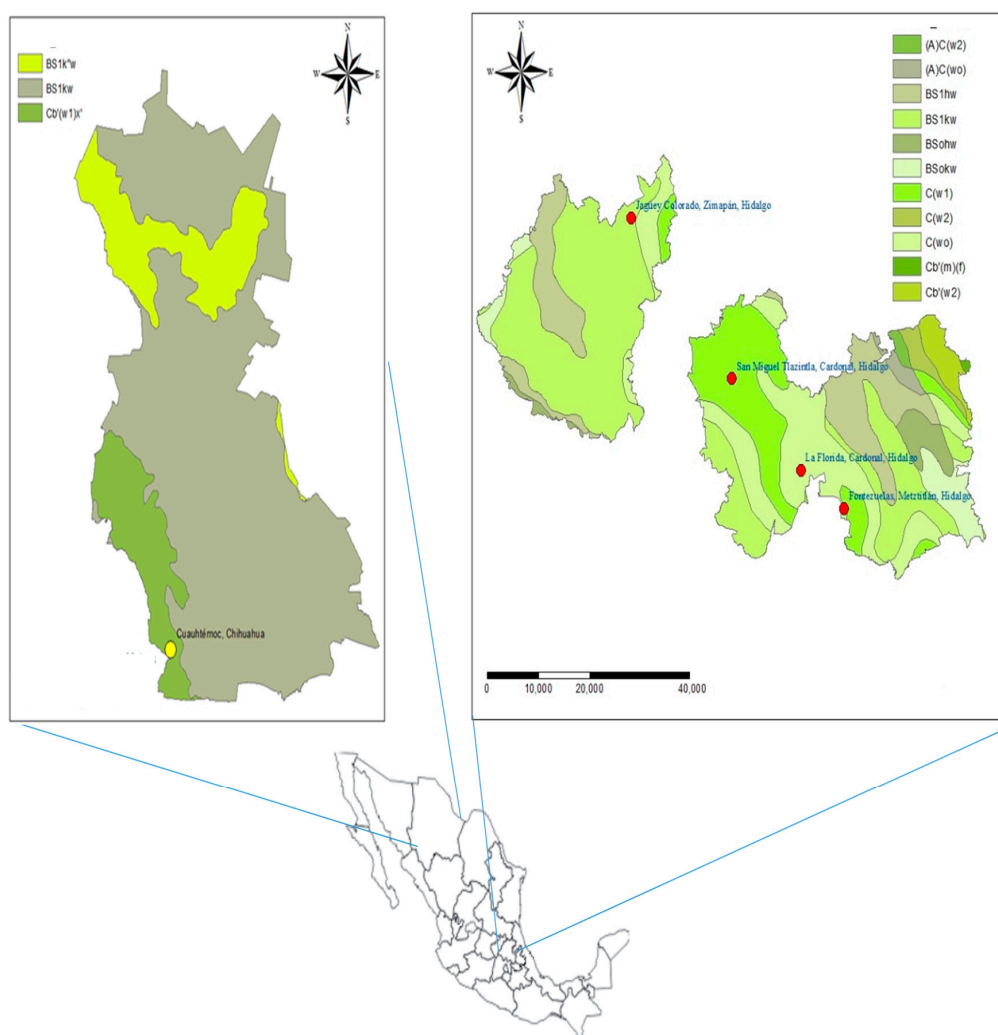 N
W E
S
BS1k"w
BS1kw
Cb'(w1)x'
Cuauhtémoc, Chihuahua
N
W E
S
(A)C(w2)
(A)C(wo)
BS1hw
BS1kw
BSohw
BSokw
C(w1)
C(w2)
C(wo)
Cb'(m)(f)
Cb'(w2)
Jagüey Colorado, Zimapán, Hidalgo
San Miguel Tlazintla, Cardonal, Hidalgo
La Florida, Cardonal, Hidalgo
Fontezuelas, Metztitlán, Hidalgo
0 10,000 20,000 40,000